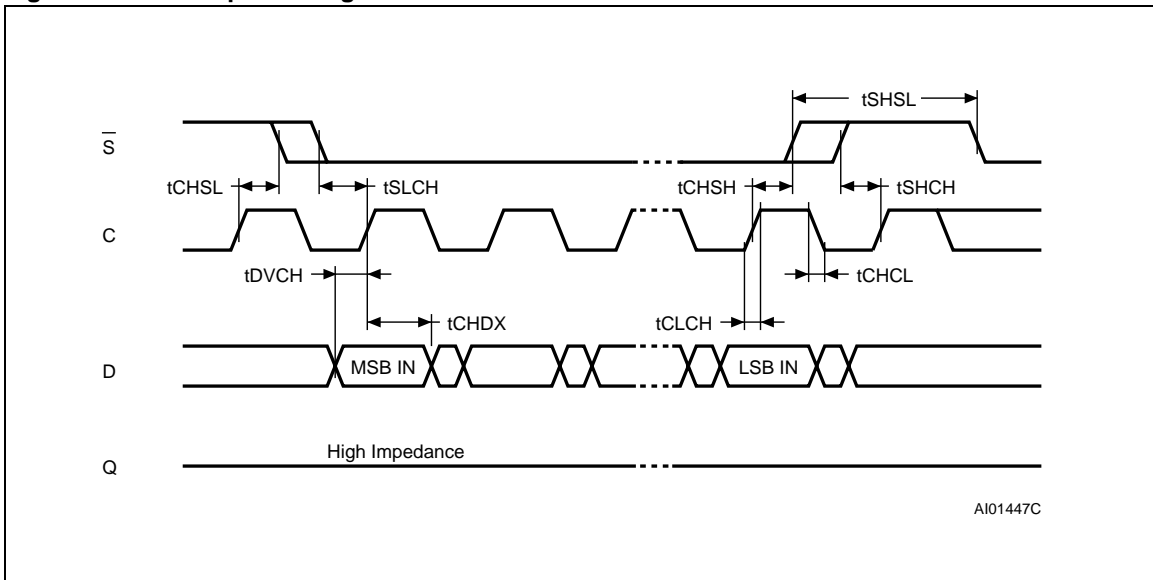 tSHSL
S
tCHSL
tSLCH
tCHSH
tSHCH
C
tDVCH
tCHCL
tCHDX
tCLCH
D
MSB IN
LSB IN
High Impedance
Q
AI01447C